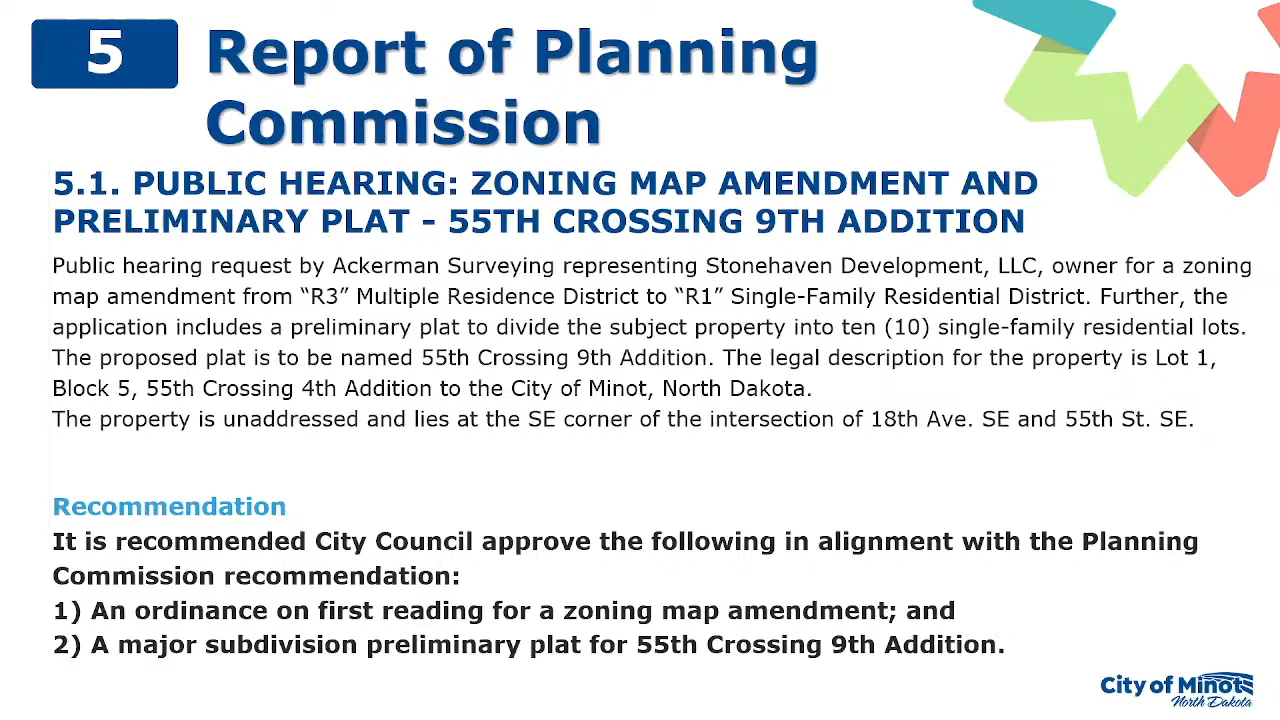 5
Report of Planning
Commission
5.1. PUBLIC HEARING: ZONING MAP AMENDMENT AND
PRELIMINARY PLAT - 55TH CROSSING 9TH ADDITION
Public hearing request by Ackerman Surveying representing Stonehaven Development, LLC, owner for a zoning
map amendment from “R3” Multiple Residence District to “R1” Single-Family Residential District. Further, the
application includes a preliminary plat to divide the subject property into ten (10) single-family residential lots.
The proposed plat is to be named 55th Crossing 9th Addition. The legal description for the property is Lot 1,
Block 5, 55th Crossing 4th Addition to the City of Minot, North Dakota.
The property is unaddressed and lies at the SE corner of the intersection of 18th Ave. SE and 55th St. SE.
Recommendation
It is recommended City Council approve the following in alignment with the Planning
Commission recommendation:
1) An ordinance on first reading for a zoning map amendment; and
2) A major subdivision preliminary plat for 55th Crossing 9th Addition.
City of Minot
North Dakota